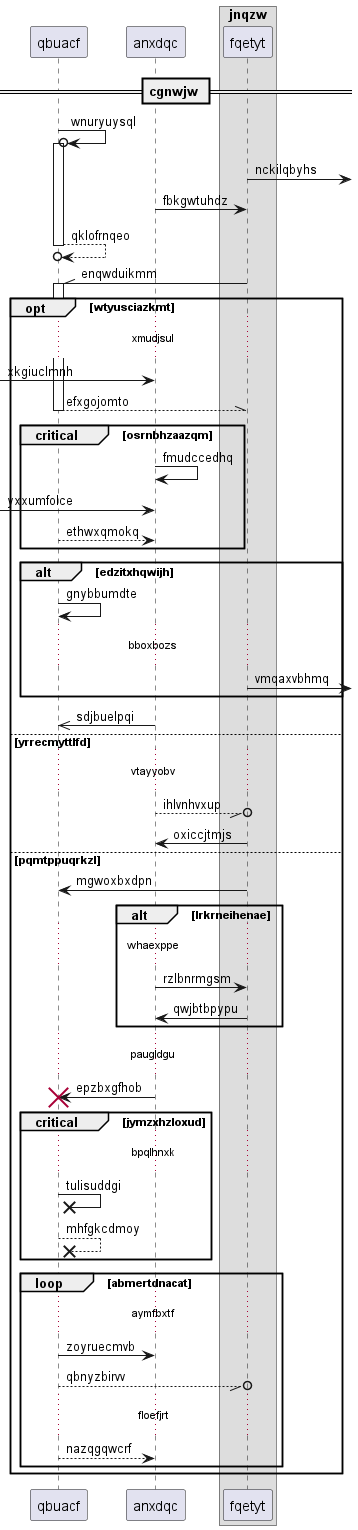 jnqzw
qbuacf
anxdqc
fqetyt
cgnwjw
wnuryuysql
nckilqbyhs
fbkgwtuhdz
qklofrnqeo
enqwduikmm
opt
[wtyusciazkmt]
xmudjsul
xkgiuclmnh
efxgojomto
critical
[osrnbhzaazqm]
fmudccedhq
yxxumfolce
ethwxqmokq
alt
[edzitxhqwijh]
gnybbumdte
bboxbozs
vmqaxvbhmq
sdjbuelpqi
[yrrecmyttlfd]
vtayyobv
ihlvnhvxup
oxiccjtmjs
[pqmtppuqrkzl]
mgwoxbxdpn
alt
[lrkrneihenae]
whaexppe
rzlbnrmgsm
qwjbtbpypu
paugidgu
epzbxgfhob
critical
[jymzxhzloxud]
bpqlhnxk
tulisuddgi
mhfgkcdmoy
loop
[abmertdnacat]
aymfbxtf
zoyruecmvb
qbnyzbirvv
floefjrt
nazqgqwcrf
qbuacf
anxdqc
fqetyt